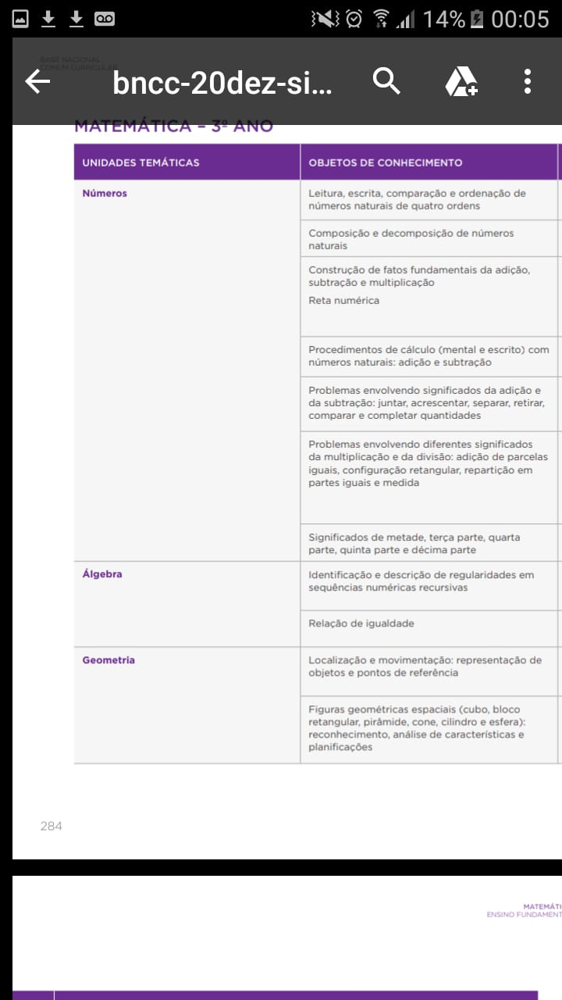 14% 00:05
BASE NACIONAL
COMUM CURRICULAR
bncc-20dez-si...
MATEMÁTICA – 3º ANO
UNIDADES TEMÁTICAS
OBJETOS DE CONHECIMENTO
Números
Leitura, escrita, comparação e ordenação de
números naturais de quatro ordens
Composição e decomposição de números
naturais
Construção de fatos fundamentais da adição,
subtração e multiplicação
Reta numérica
Procedimentos de cálculo (mental e escrito) com
números naturais: adição e subtração
Problemas envolvendo significados da adição e
da subtração: juntar, acrescentar, separar, retirar,
comparar e completar quantidades
Problemas envolvendo diferentes significados
da multiplicação e da divisão: adição de parcelas
iguais, configuração retangular, repartição em
partes iguais e medida
Significados de metade, terça parte, quarta
parte, quinta parte e décima parte
Álgebra
Identificação e descrição de regularidades em
sequências numéricas recursivas
Relação de igualdade
Geometria
Localização e movimentação: representação de
objetos e pontos de referência
Figuras geométricas espaciais (cubo, bloco
retangular, pirâmide, cone, cilindro e esfera):
reconhecimento, análise de características e
planificações
284
MATEMÁTI
ENSINO FUNDAMENT